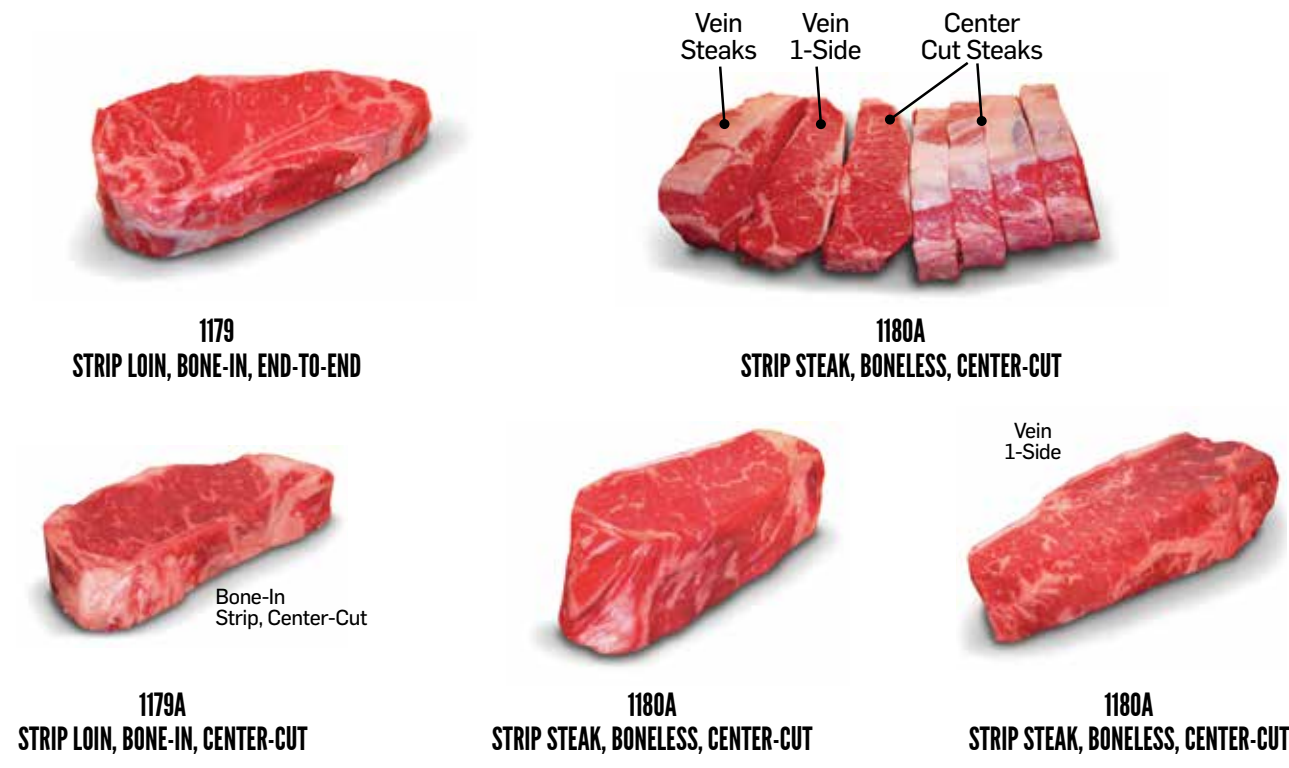 Vein
Steaks
Vein
1-Side
Center
Cut Steaks
1179
STRIP LOIN, BONE-IN, END-TO-END
1180A
STRIP STEAK, BONELESS, CENTER-CUT
Bone-In
Strip, Center-Cut
Vein
1-Side
1179A
STRIP LOIN, BONE-IN, CENTER-CUT
1180A
STRIP STEAK, BONELESS, CENTER-CUT
1180A
STRIP STEAK, BONELESS, CENTER-CUT